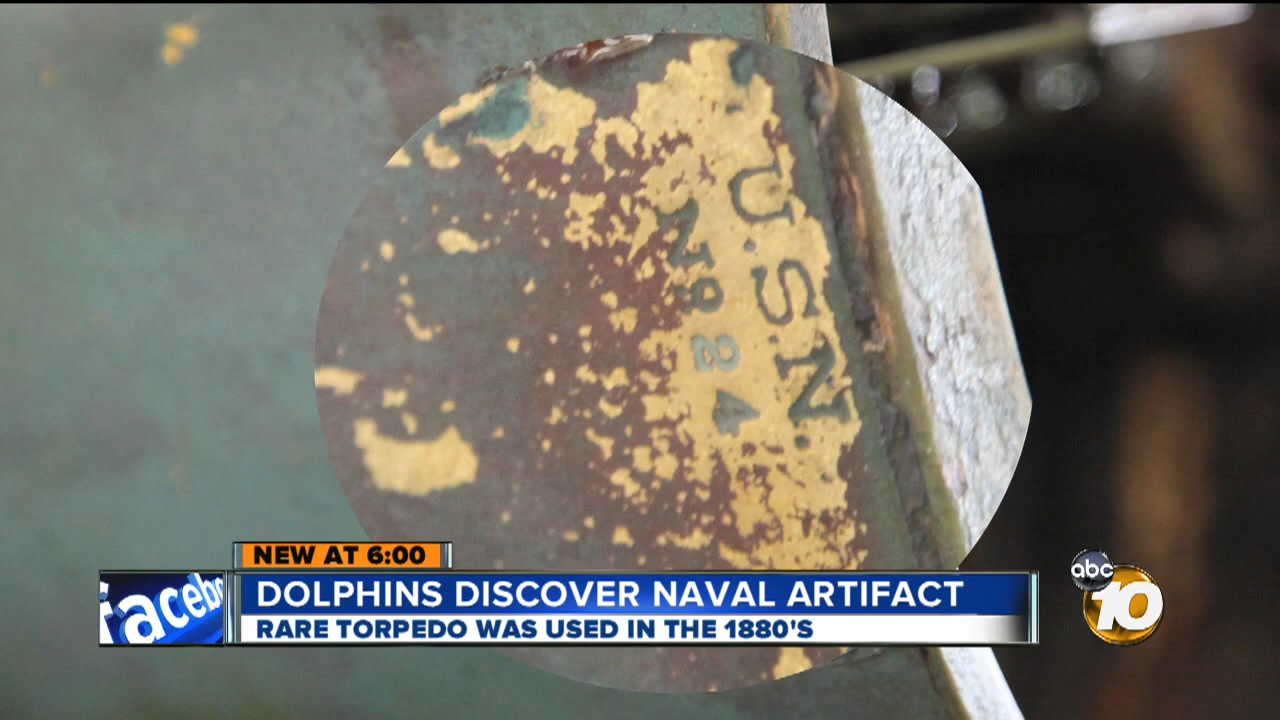 U.S.N.
Nº 24
NEW AT 6:00
facebo
DOLPHINS DISCOVER NAVAL ARTIFACT
RARE TORPEDO WAS USED IN THE 1880'S
abc
10